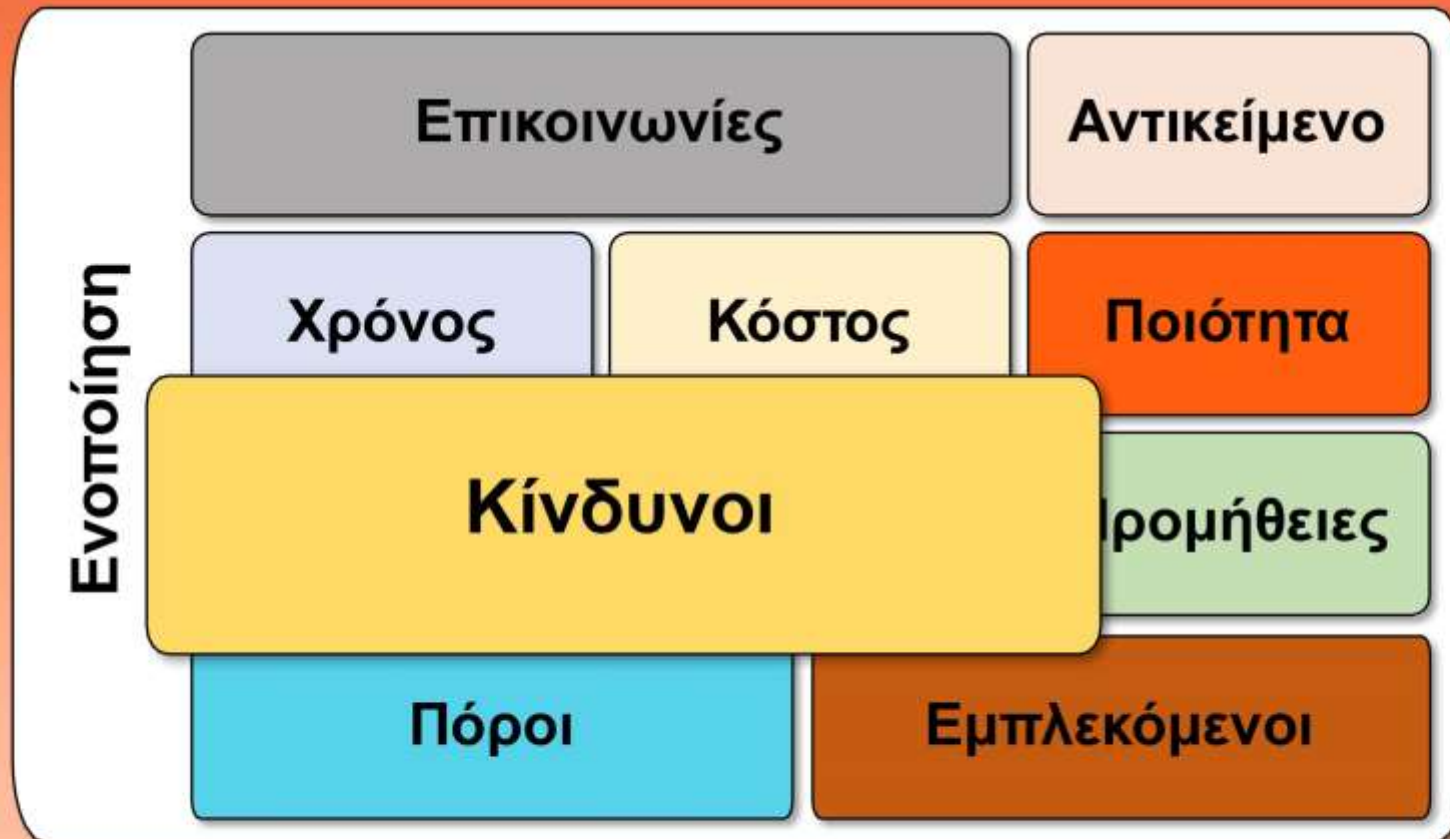 Επικοινωνίες
Αντικείμενο
Ενοποίηση
Χρόνος
Κόστος
Ποιότητα
Κίνδυνοι
Πόροι
Εμπλεκόμενοι